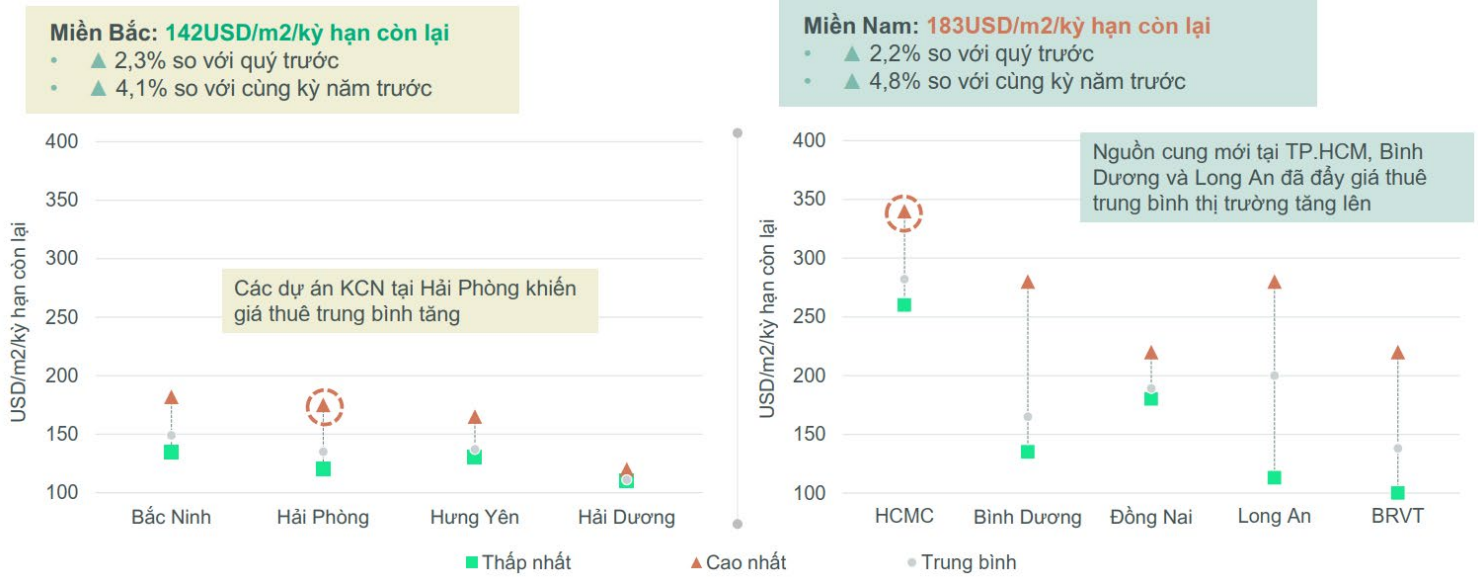 Miền Bắc: 142USD/m2/kỳ hạn còn lại
• ▲ 2,3% so với quý trước
• ▲ 4,1% so với cùng kỳ năm trước
Miền Nam: 183USD/m2/kỳ hạn còn lại
• ▲ 2,2% so với quý trước
• ▲ 4,8% so với cùng kỳ năm trước
USD/m2/kỳ hạn còn lại
400
350
300
250
200
150
100
Các dự án KCN tại Hải Phòng khiến
giá thuê trung bình tăng
Bắc Ninh
Hải Phòng
Hưng Yên
Hải Dương
USD/m2/kỳ hạn còn lại
400
350
300
250
200
150
100
Nguồn cung mới tại TP.HCM, Bình
Dương và Long An đã đẩy giá thuê
trung bình thị trường tăng lên
HCMC
Bình Dương
Đồng Nai
Long An
BRVT
Thấp nhất
Cao nhất
Trung bình